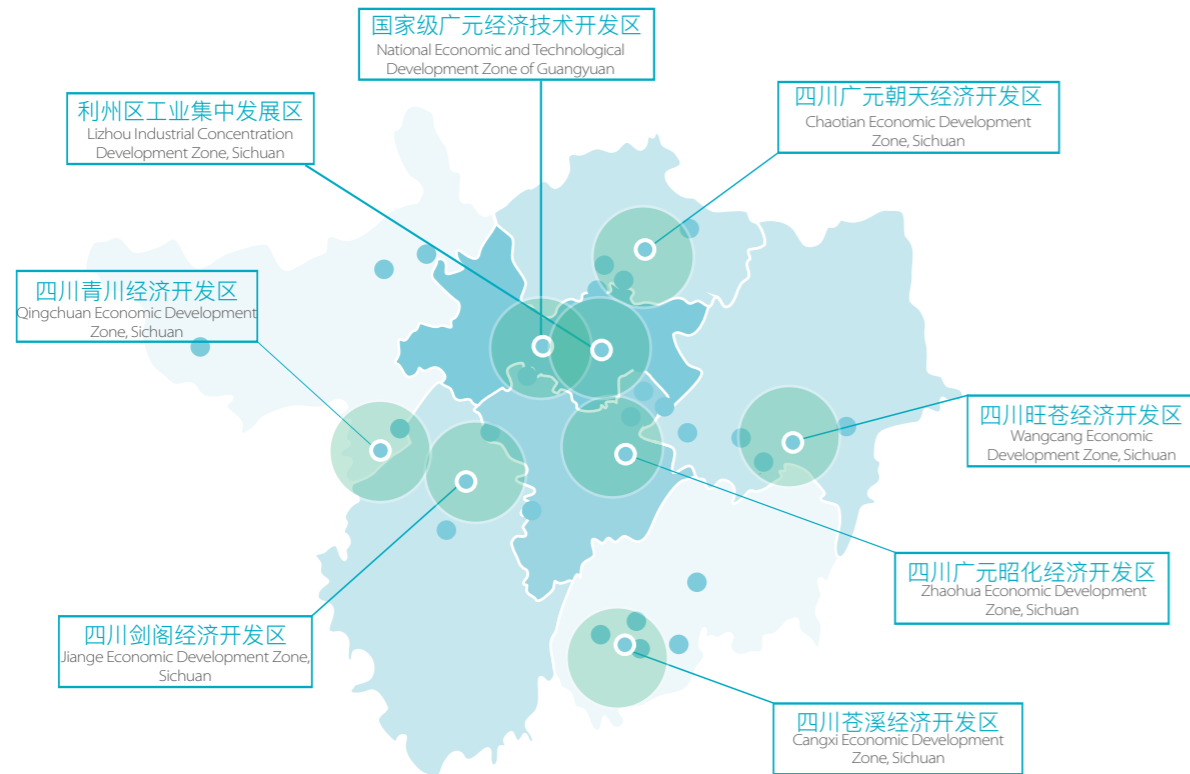 国家级广元经济技术开发区
National Economic and Technological
Development Zone of Guangyuan
利州区工业集中发展区
Lizhou Industrial Concentration
Development Zone, Sichuan
四川广元朝天经济开发区
Chaotian Economic Development
Zone, Sichuan
四川青川经济开发区
Qingchuan Economic Development
Zone, Sichuan
四川旺苍经济开发区
Wangcang Economic
Development Zone, Sichuan
四川广元昭化经济开发区
Zhaohua Economic Development
Zone, Sichuan
四川剑阁经济开发区
Jiange Economic Development Zone,
Sichuan
四川苍溪经济开发区
Cangxi Economic Development
Zone, Sichuan